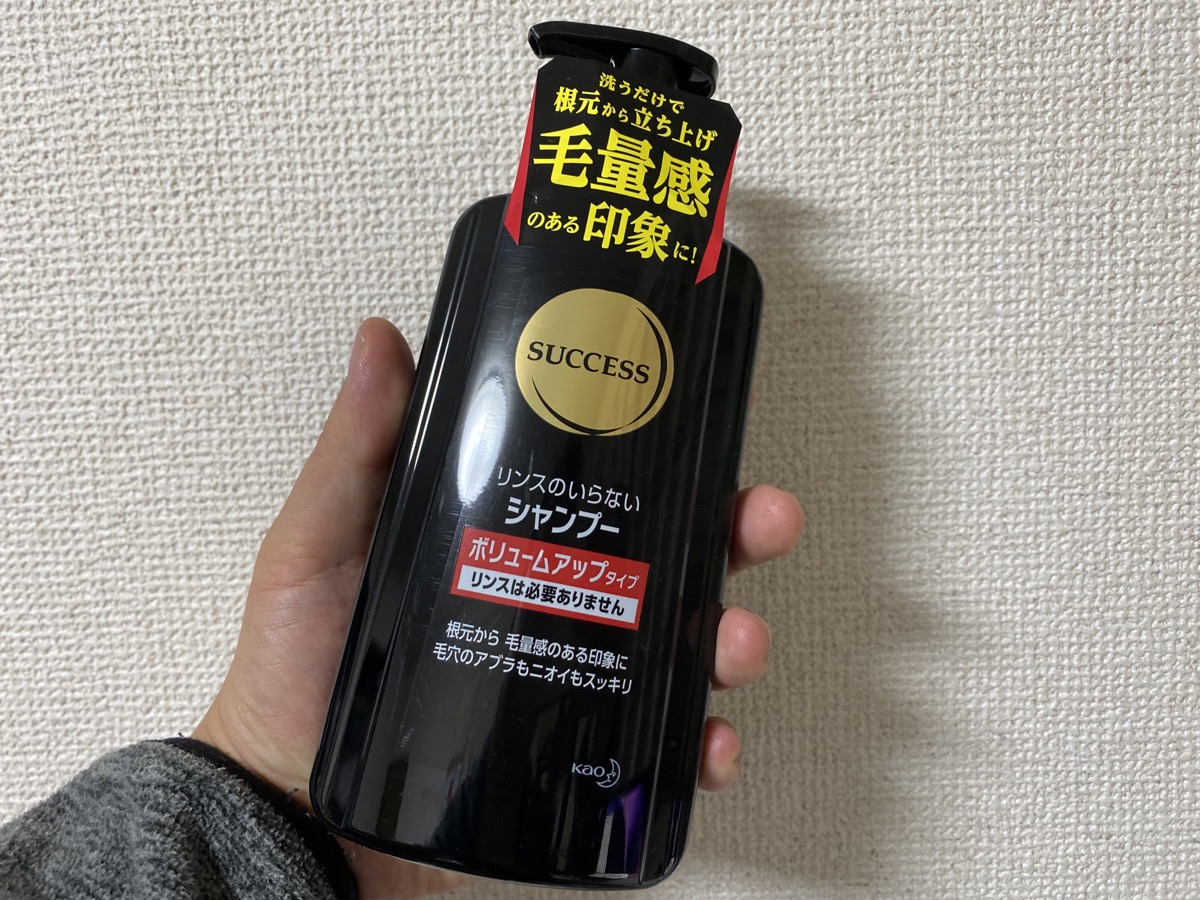 洗うだけで
根元から立ち上げ
毛量感
のある印象に!
SUCCESS
リンスのいらない
シャンプー
ボリュームアップタイプ
リンスは必要ありません
根元から 毛量感のある印象に
毛穴のアブラもニオイもスッキリ
Kao